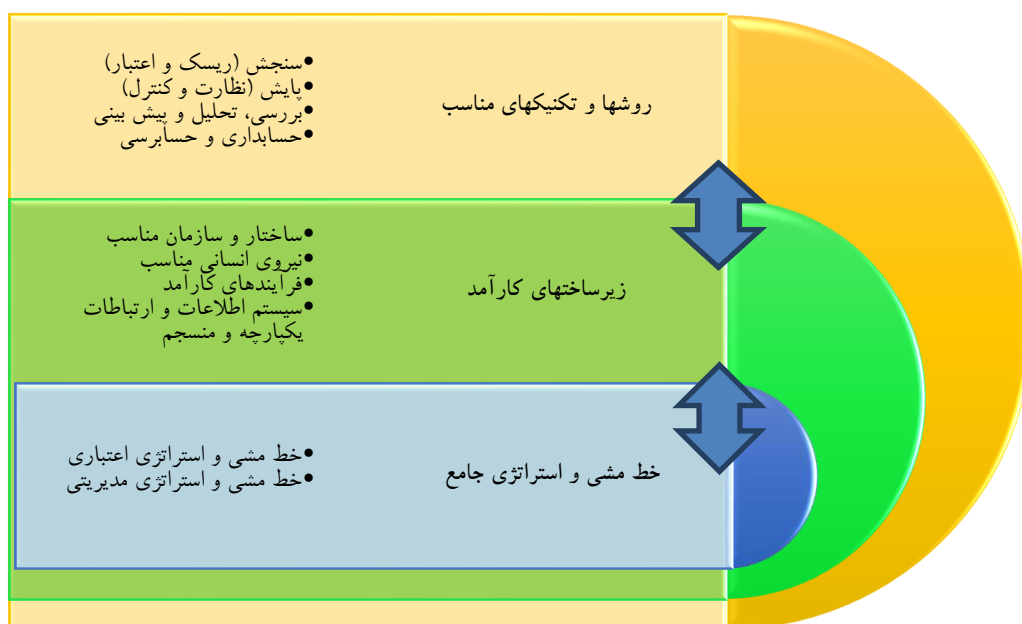 روشها و تکنیکهای مناسب
•سنجش (ریسک و اعتبار)
•پایش (نظارت و کنترل)
•بررسی، تحلیل و پیش بینی
•حسابداری و حسابرسی
زیرساختهای کارآمد
•ساختار و سازمان مناسب
•نیروی انسانی مناسب
•فرآیندهای کارآمد
•سیستم اطلاعات و ارتباطات
یکپارچه و منسجم
خط مشی و استراتژی جامع
•خط مشی و استراتژی اعتباری
•خط مشی و استراتژی مدیریتی